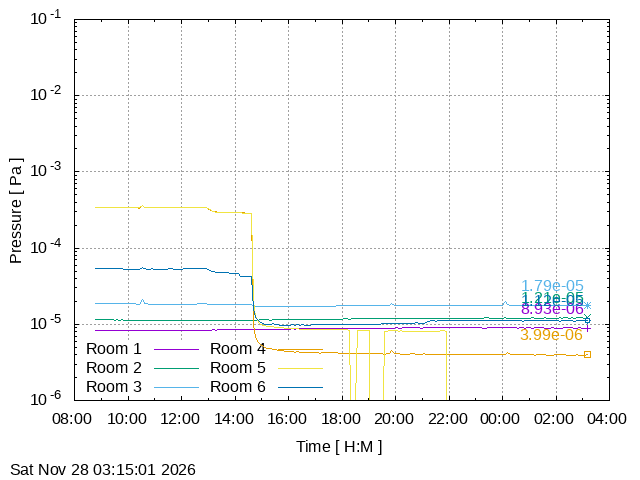 10^-1
10^-2
10^-3
10^-4
10^-5
10^-6
Pressure [ Pa ]
1.79e-05
8.93e-06
3.99e-06
Room 1 Room 4
Room 2 Room 5
Room 3 Room 6
08:00 10:00 12:00 14:00 16:00 18:00 20:00 22:00 00:00 02:00 04:00
Time [ H:M ]
Sat Nov 28 03:15:01 2026